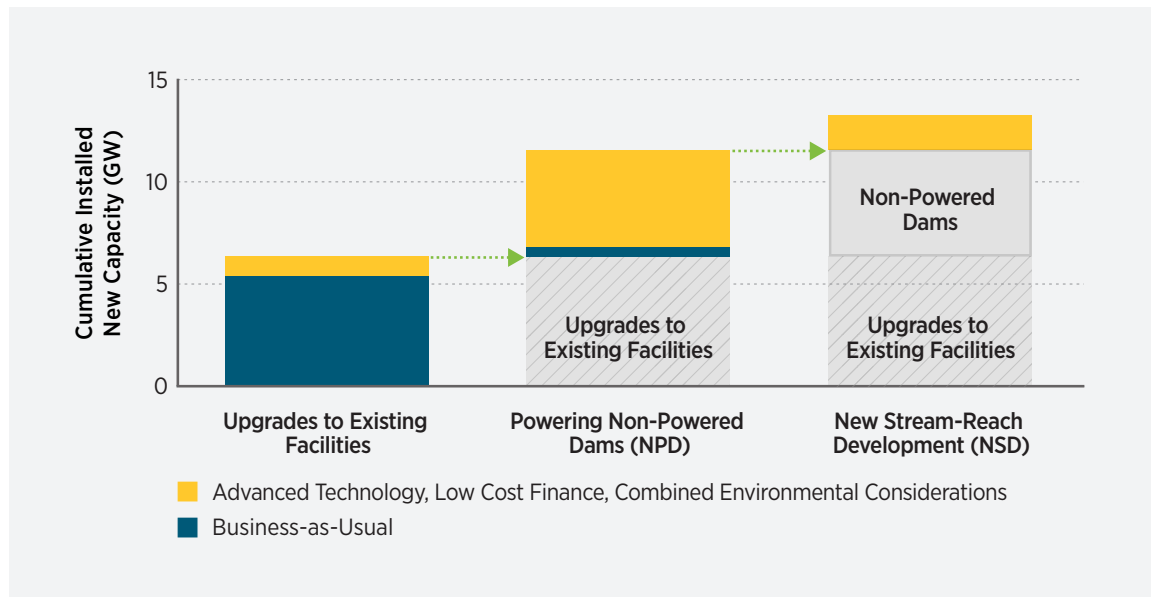 Cumulative Installed
New Capacity (GW)
15
10
5
0
Upgrades to
Existing Facilities
Non-Powered
Dams
Upgrades to
Existing Facilities
Upgrades to Existing
Facilities
Powering Non-Powered
Dams (NPD)
New Stream-Reach
Development (NSD)
Advanced Technology, Low Cost Finance, Combined Environmental Considerations
Business-as-Usual